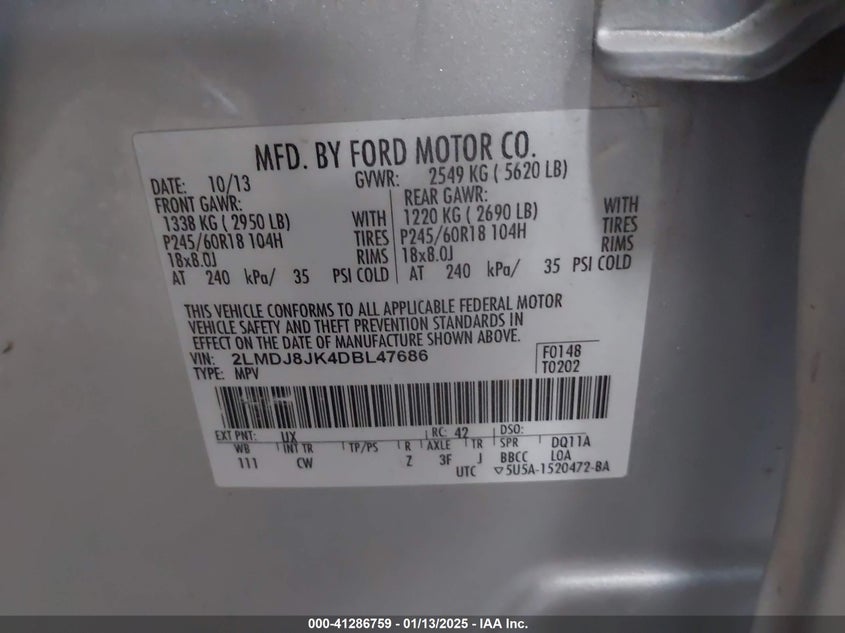 MFD. BY FORD MOTOR CO.
DATE: 10/13 GVWR: 2549 KG ( 5620 LB)
FRONT GAWR: REAR GAWR:
1338 KG ( 2950 LB) WITH 1220 KG ( 2690 LB) WITH
P245/60R18 104H TIRES P245/60R18 104H TIRES
18x8.0J RIMS 18x8.0J RIMS
AT 240 kPa/ 35 PSI COLD AT 240 kPa/ 35 PSI COLD
THIS VEHICLE CONFORMS TO ALL APPLICABLE FEDERAL MOTOR
VEHICLE SAFETY AND THEFT PREVENTION STANDARDS IN
EFFECT ON THE DATE OF MANUFACTURE SHOWN ABOVE.
VIN: 2LMDJ8JK4DBL47686 F0148
TYPE: MPV T0202
EXT PNT: UX RC: 42 DSO:
WB INT TR TP/PS R AXLE TR SPR DQ11A
111 CW Z 3F J BBCC LOA
UTC ▽5U5A-1520472-BA
000-41286759 - 01/13/2025 - IAA Inc.